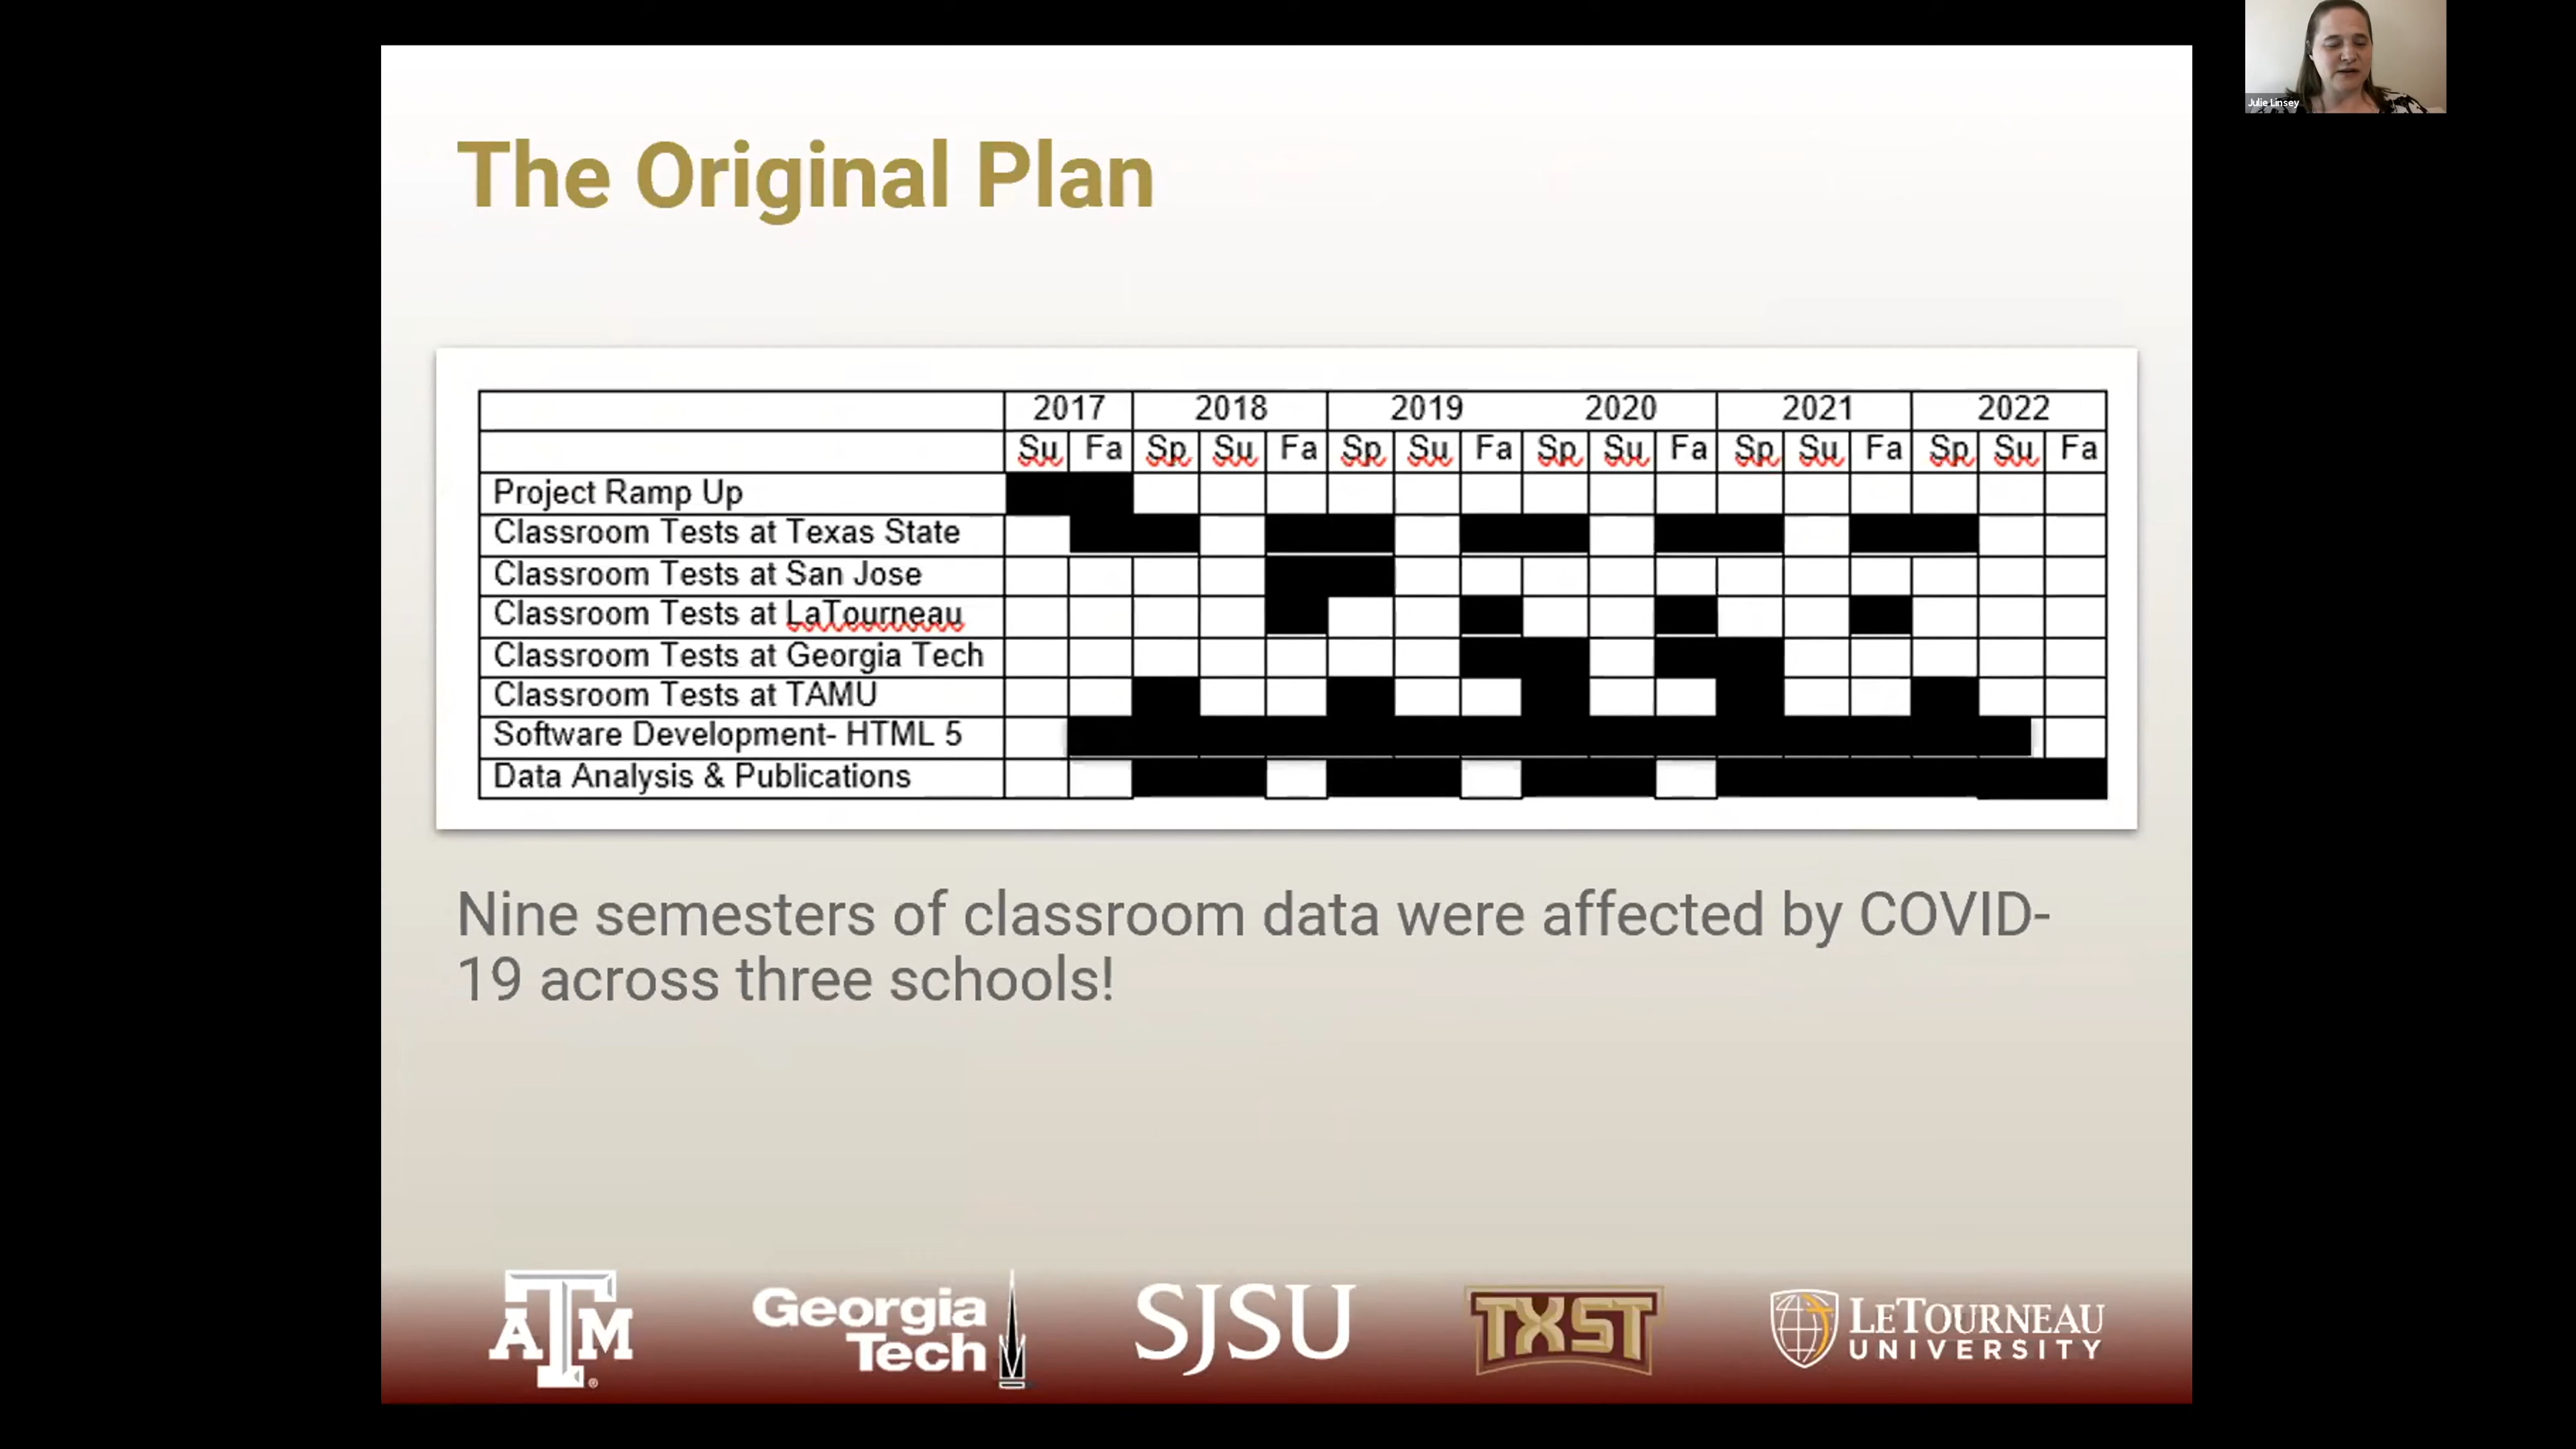 Julie Linsey
The Original Plan
2017 2018 2019 2020 2021 2022
Su Fa Sp Su Fa Sp Su Fa Sp Su Fa Sp Su Fa Sp Su Fa
Project Ramp Up
Classroom Tests at Texas State
Classroom Tests at San Jose
Classroom Tests at LaTourneau
Classroom Tests at Georgia Tech
Classroom Tests at TAMU
Software Development- HTML 5
Data Analysis & Publications
Nine semesters of classroom data were affected by COVID-
19 across three schools!
ATM ®
Georgia
Tech
SJSU
TXST
LETOURNEAU
UNIVERSITY